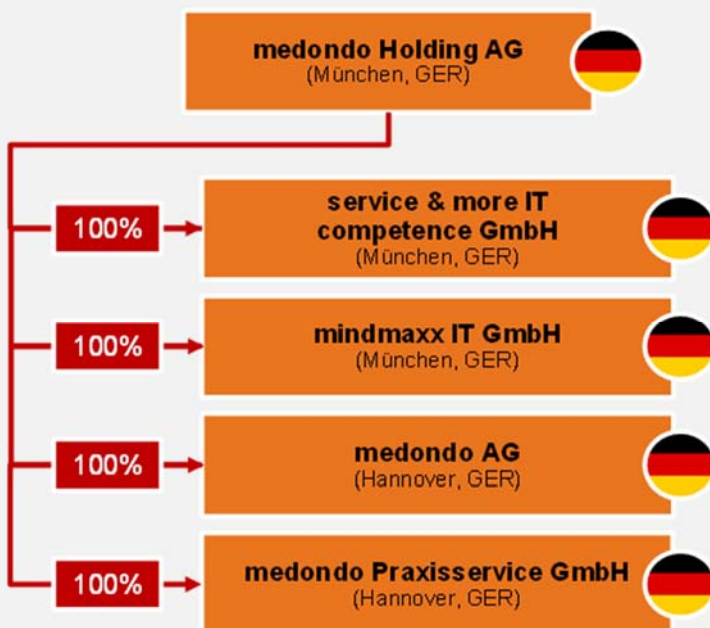 medondo Holding AG
(München, GER)
100%
service & more IT
competence GmbH
(München, GER)
100%
mindmaxx IT GmbH
(München, GER)
100%
medondo AG
(Hannover, GER)
100%
medondo Praxisservice GmbH
(Hannover, GER)